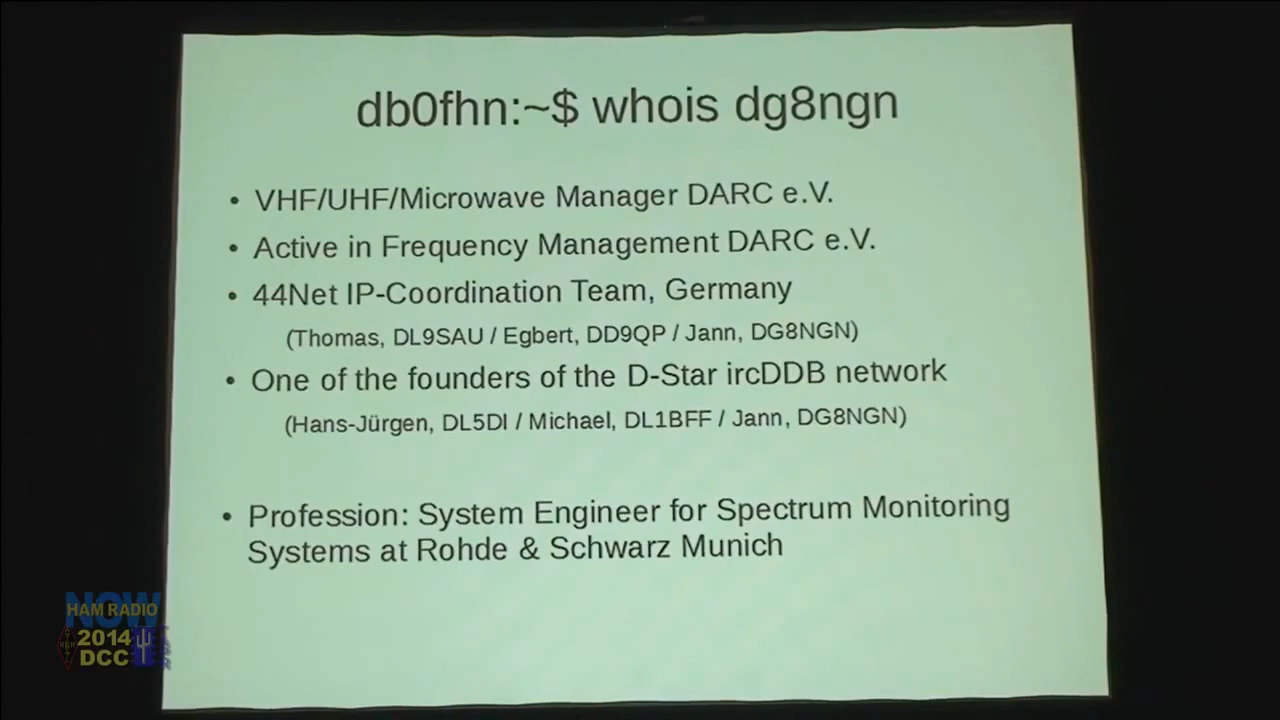 db0fhn:~$ whois dg8ngn
• VHF/UHF/Microwave Manager DARC e.V.
• Active in Frequency Management DARC e.V.
• 44Net IP-Coordination Team, Germany
(Thomas, DL9SAU / Egbert, DD9QP / Jann, DG8NGN)
• One of the founders of the D-Star ircDDB network
(Hans-Jürgen, DL5DI / Michael, DL1BFF / Jann, DG8NGN)
• Profession: System Engineer for Spectrum Monitoring
Systems at Rohde & Schwarz Munich
NOW
HAM RADIO
2014
DCC